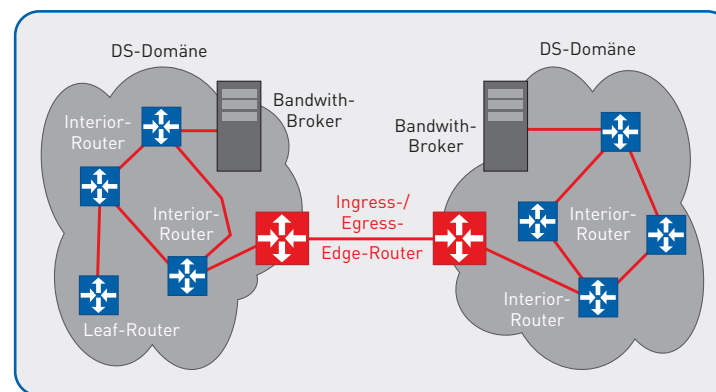 DS-Domäne
Bandwith-
Broker
Interior-
Router
Interior-
Router
Leaf-Router
Ingress-/
Egress-
Edge-Router
DS-Domäne
Bandwith-
Broker
Interior-
Router
Interior-
Router